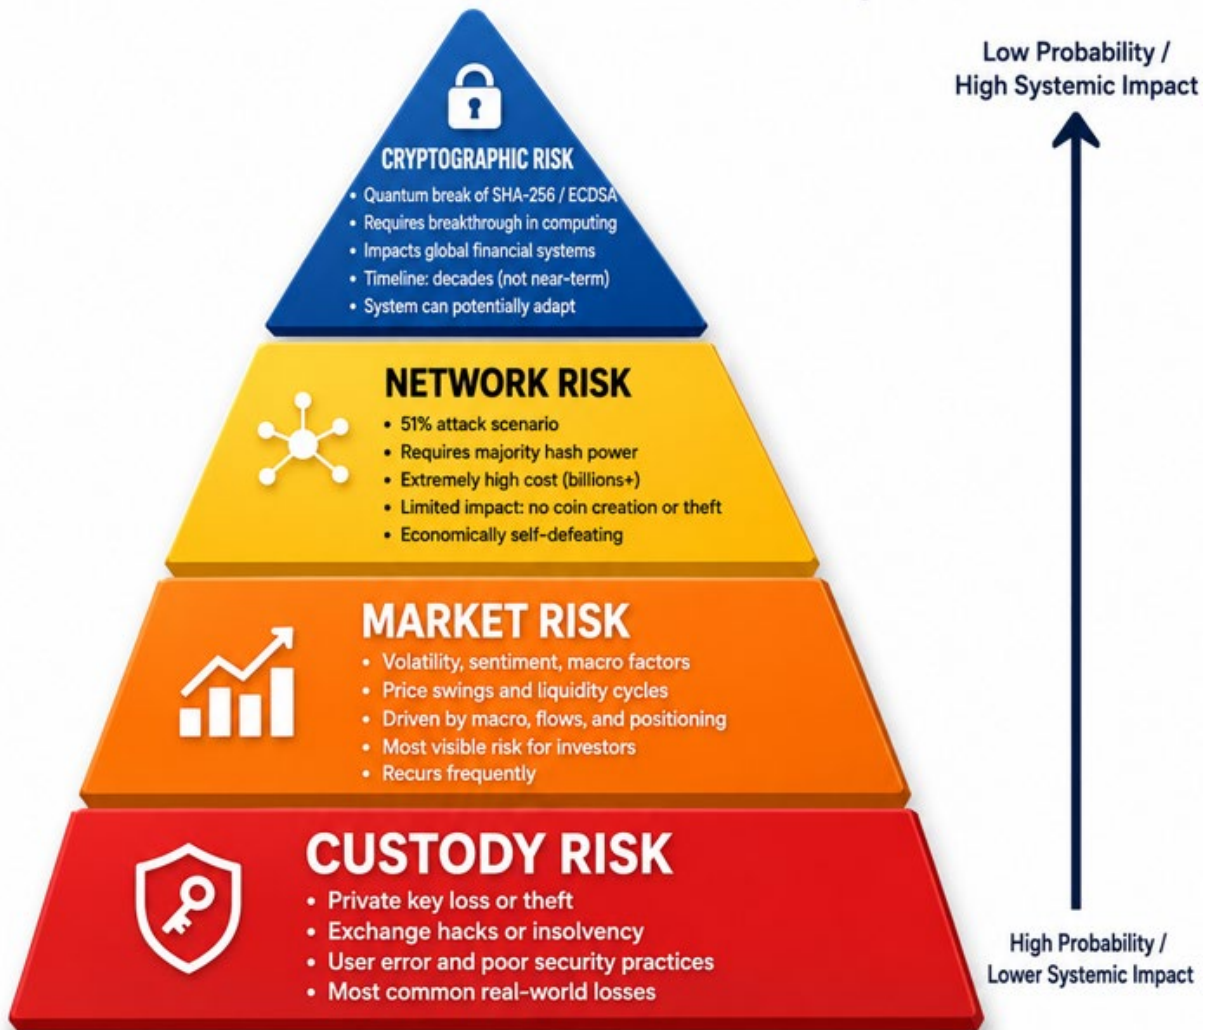 Low Probability /
High Systemic Impact
CRYPTOGRAPHIC RISK
• Quantum break of SHA-256 / ECDSA
• Requires breakthrough in computing
• Impacts global financial systems
• Timeline: decades (not near-term)
• System can potentially adapt
NETWORK RISK
• 51% attack scenario
• Requires majority hash power
• Extremely high cost (billions+)
• Limited impact: no coin creation or theft
• Economically self-defeating
MARKET RISK
• Volatility, sentiment, macro factors
• Price swings and liquidity cycles
• Driven by macro, flows, and positioning
• Most visible risk for investors
• Recurs frequently
CUSTODY RISK
• Private key loss or theft
• Exchange hacks or insolvency
• User error and poor security practices
• Most common real-world losses
High Probability /
Lower Systemic Impact